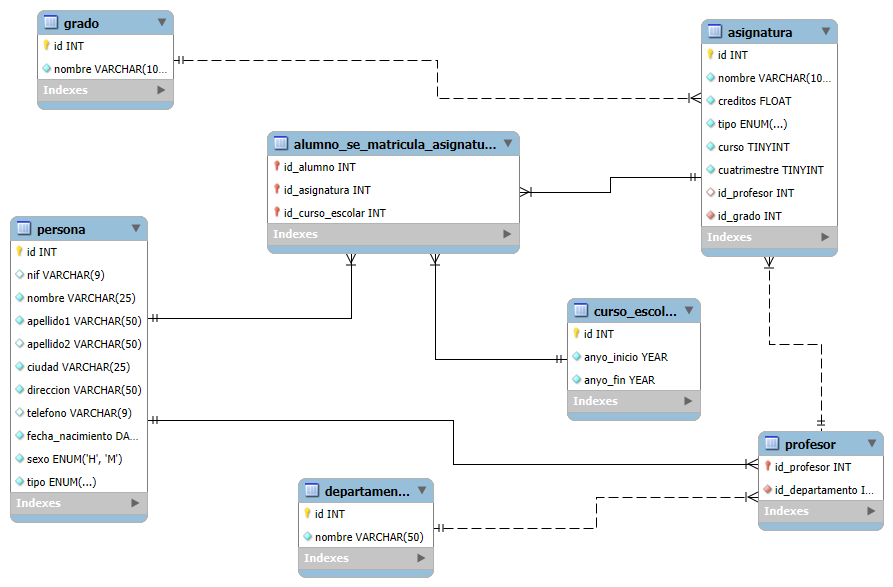 grado
id INT
nombre VARCHAR(10...
Indexes
asignatura
id INT
nombre VARCHAR(10...
creditos FLOAT
tipo ENUM(...)
curso TINYINT
cuatrimestre TINYINT
id_profesor INT
id_grado INT
Indexes
alumno_se_matricula_asignatu...
id_alumno INT
id_asignatura INT
id_curso_escolar INT
Indexes
persona
id INT
nif VARCHAR(9)
nombre VARCHAR(25)
apellido1 VARCHAR(50)
apellido2 VARCHAR(50)
ciudad VARCHAR(25)
direccion VARCHAR(50)
telefono VARCHAR(9)
fecha_nacimiento DA...
sexo ENUM('H', 'M')
tipo ENUM(...)
Indexes
curso_escol...
id INT
anyo_inicio YEAR
anyo_fin YEAR
Indexes
profesor
id_profesor INT
id_departamento I...
Indexes
departamen...
id INT
nombre VARCHAR(50)
Indexes